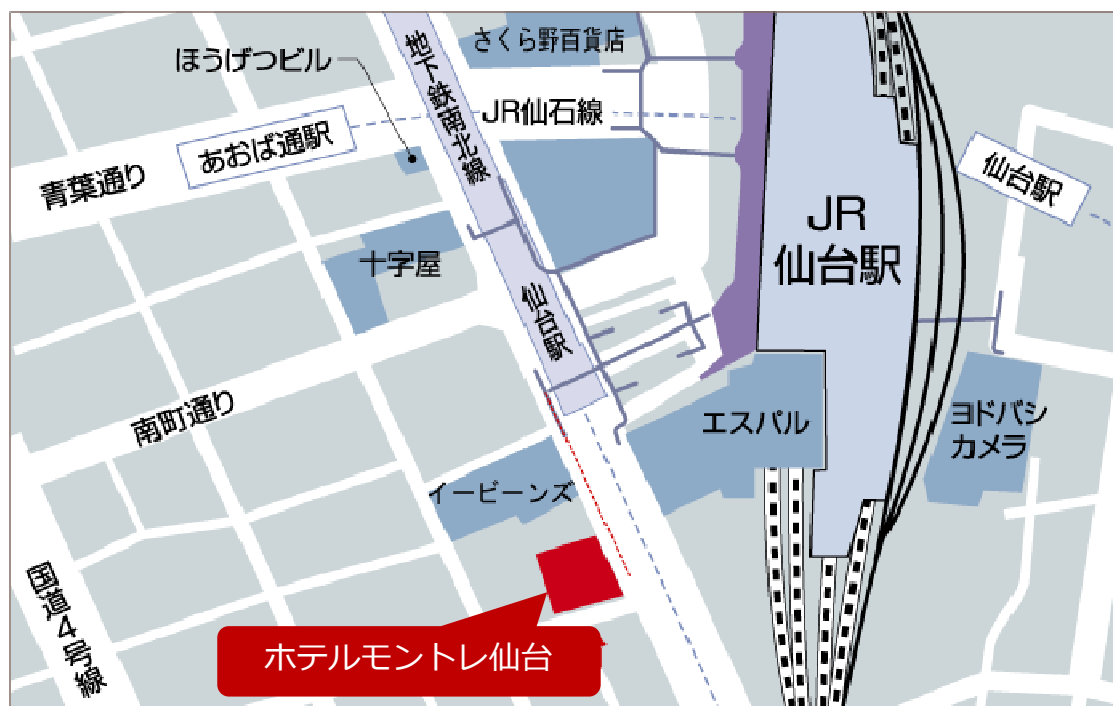 さくら野百貨店
ほうげつビル
地下鉄南北線
JR仙石線
あおば通駅
青葉通り
仙台駅
JR
仙台駅
十字屋
仙台駅
南町通り
エスパル
ヨドバシ
カメラ
イービーンズ
国道4号線
ホテルモントレ仙台